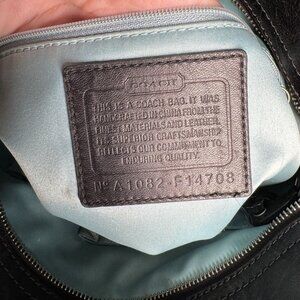 COACH
THIS IS A COACH BAG. IT WAS
HANDCRAFTED IN CHINA FROM THE
FINEST MATERIALS AND LEATHER.
ITS SUPERIOR CRAFTSMANSHIP
REFLECTS OUR COMMITMENT TO
ENDURING QUALITY.
Nº A1082-F14708